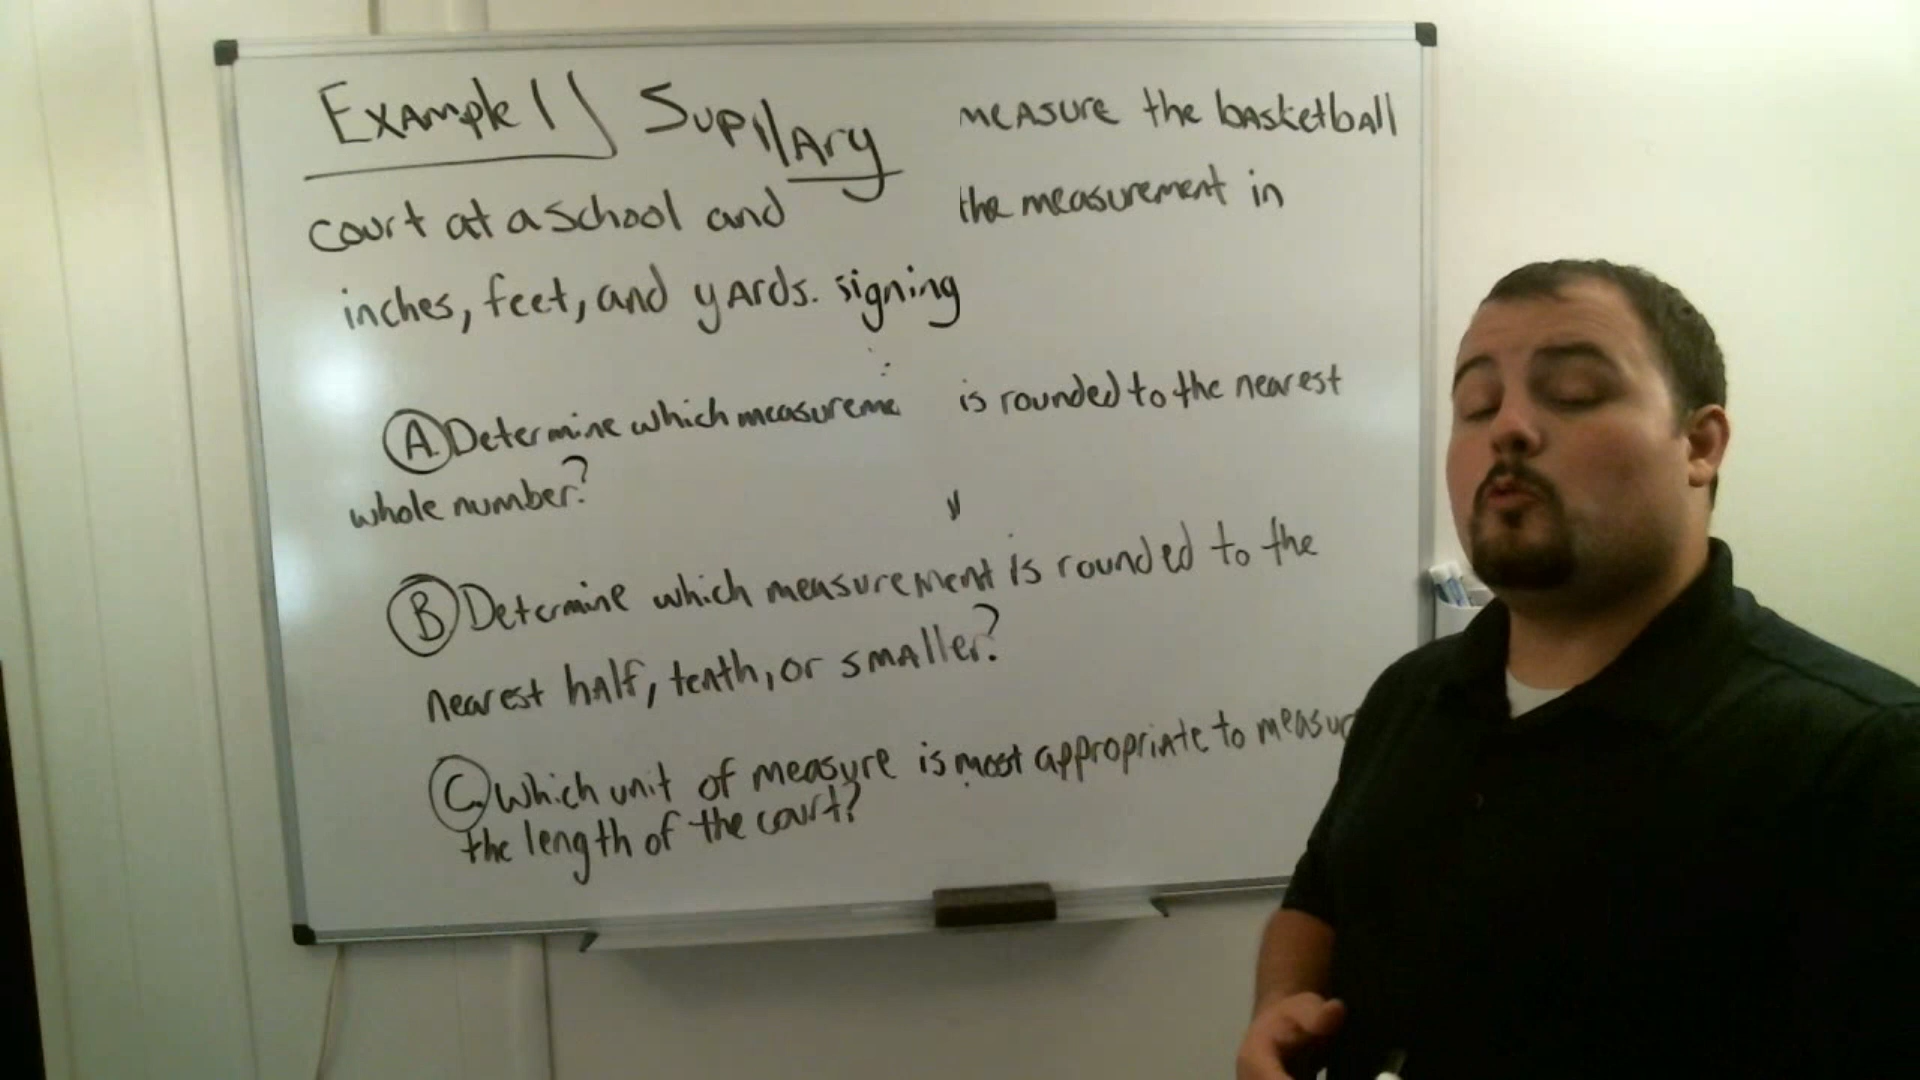 Example 1) Supilary measure the basketball
court at a school and the measurement in
inches, feet, and yards. signing
A. Determine which measureme is rounded to the nearest
whole number?
B. Determine which measurement is rounded to the
nearest half, tenth, or smaller?
C. Which unit of measure is most appropriate to measur
the length of the court?